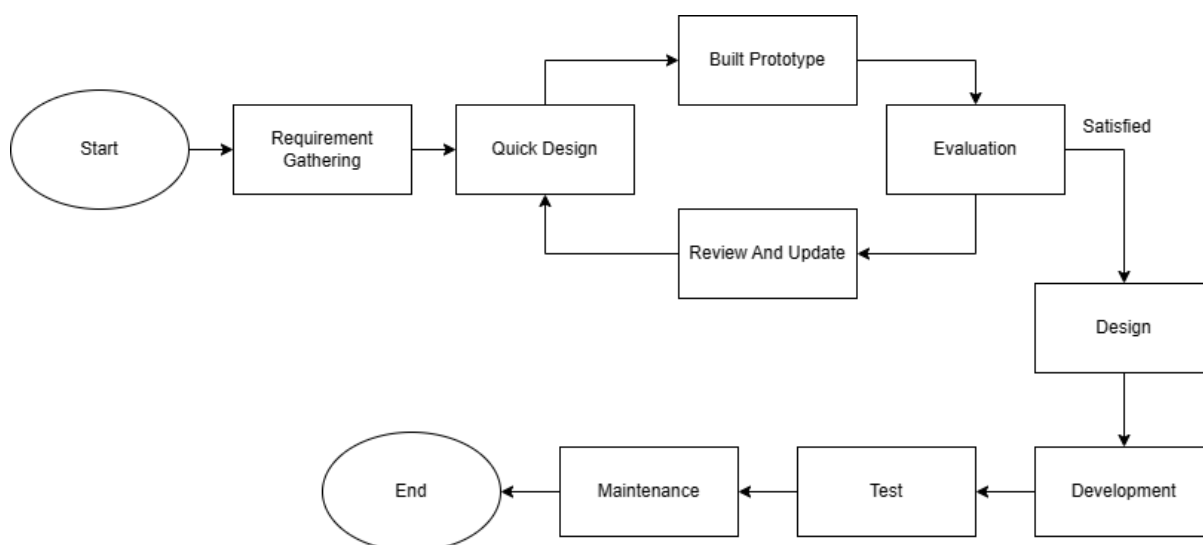 Start
Requirement
Gathering
Quick Design
Built Prototype
Evaluation
Satisfied
Review And Update
Design
Development
Test
Maintenance
End